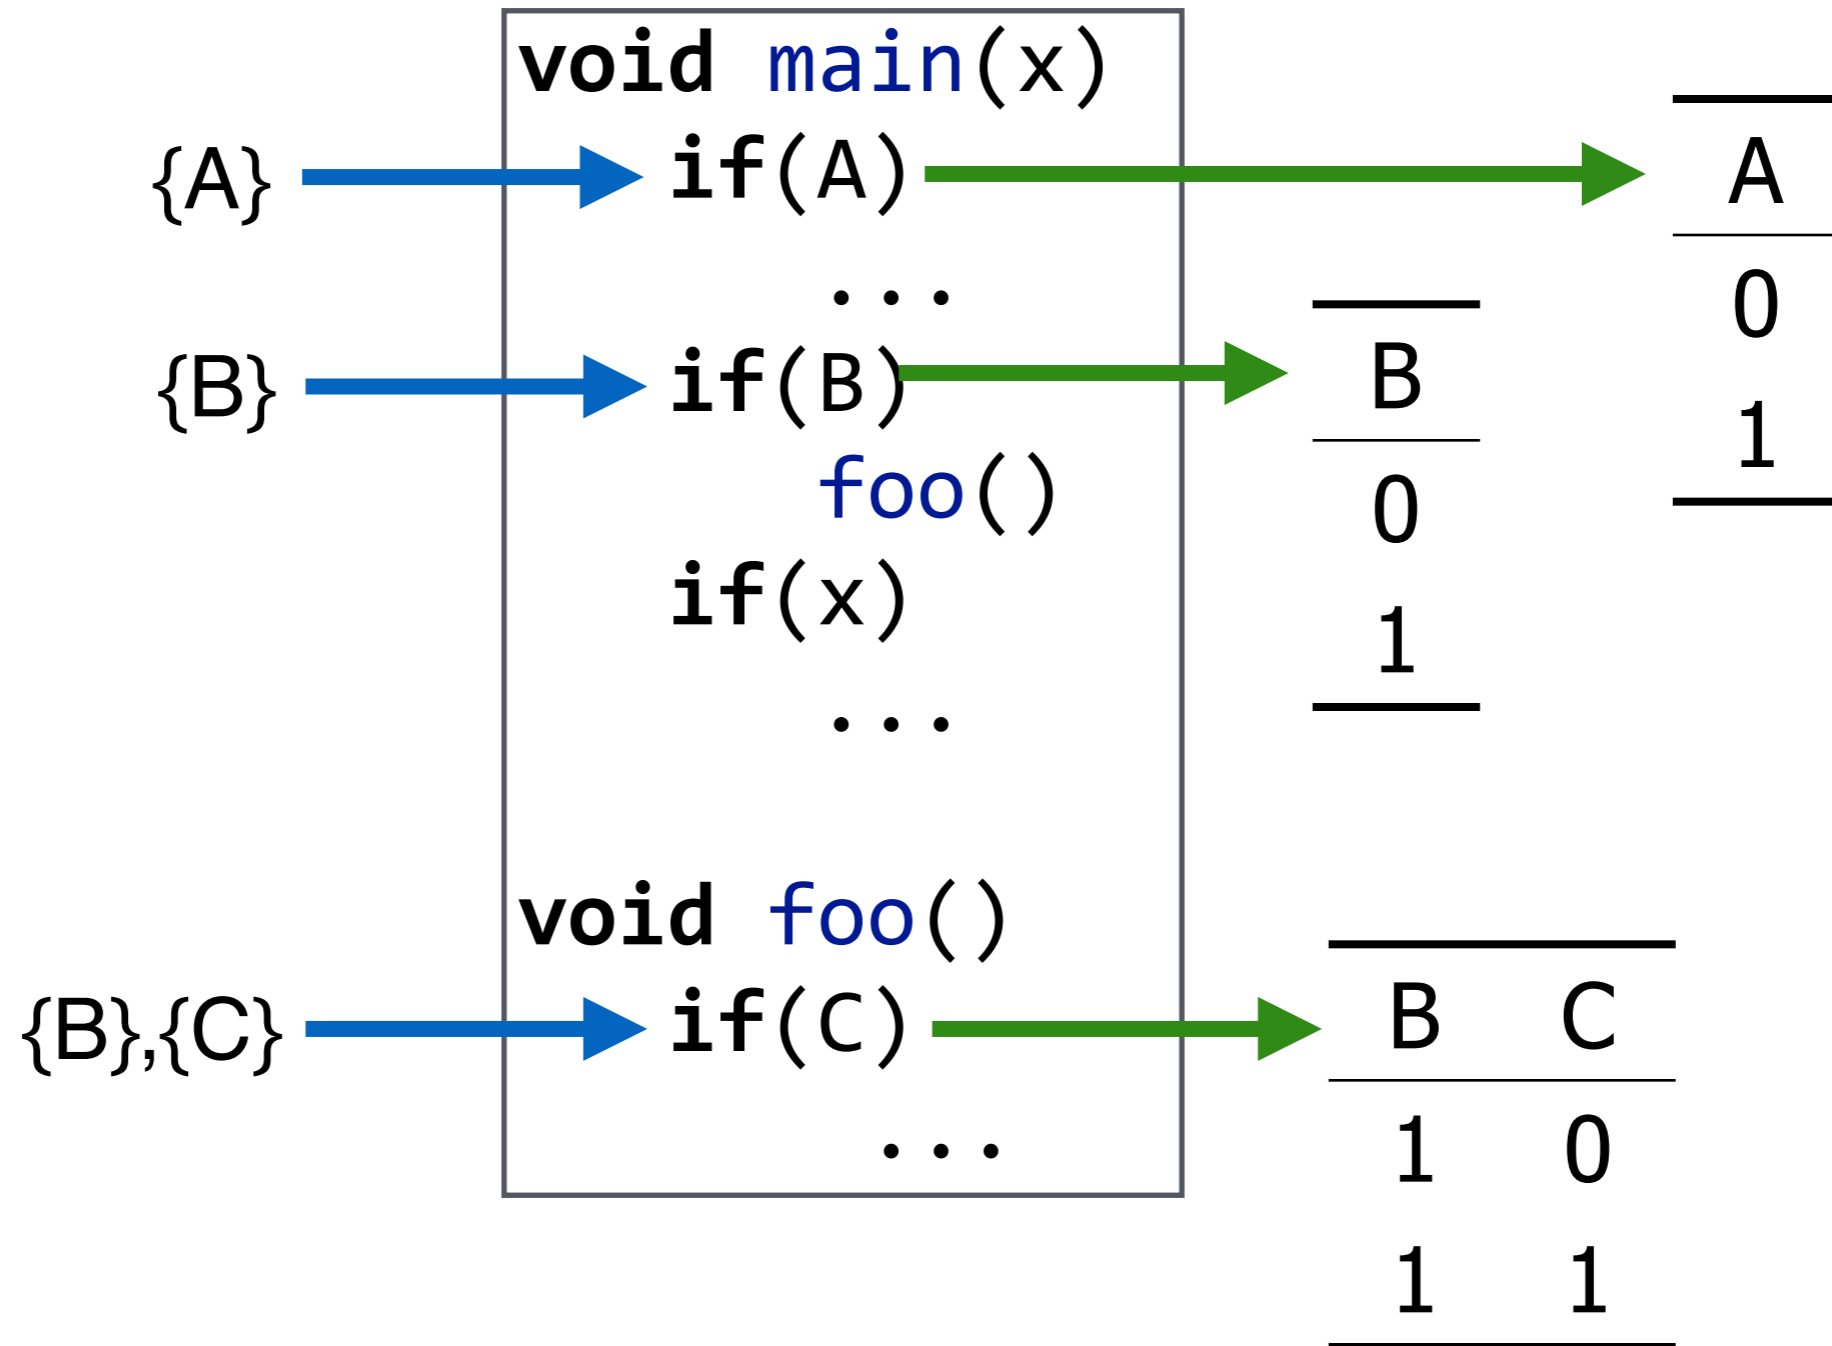 void main(x)
{A} if(A) A
...
0
{B} if(B) B
1
foo() 0
if(x)
1
...
void foo()
{B},{C} if(C) B C
... 1 0
1 1